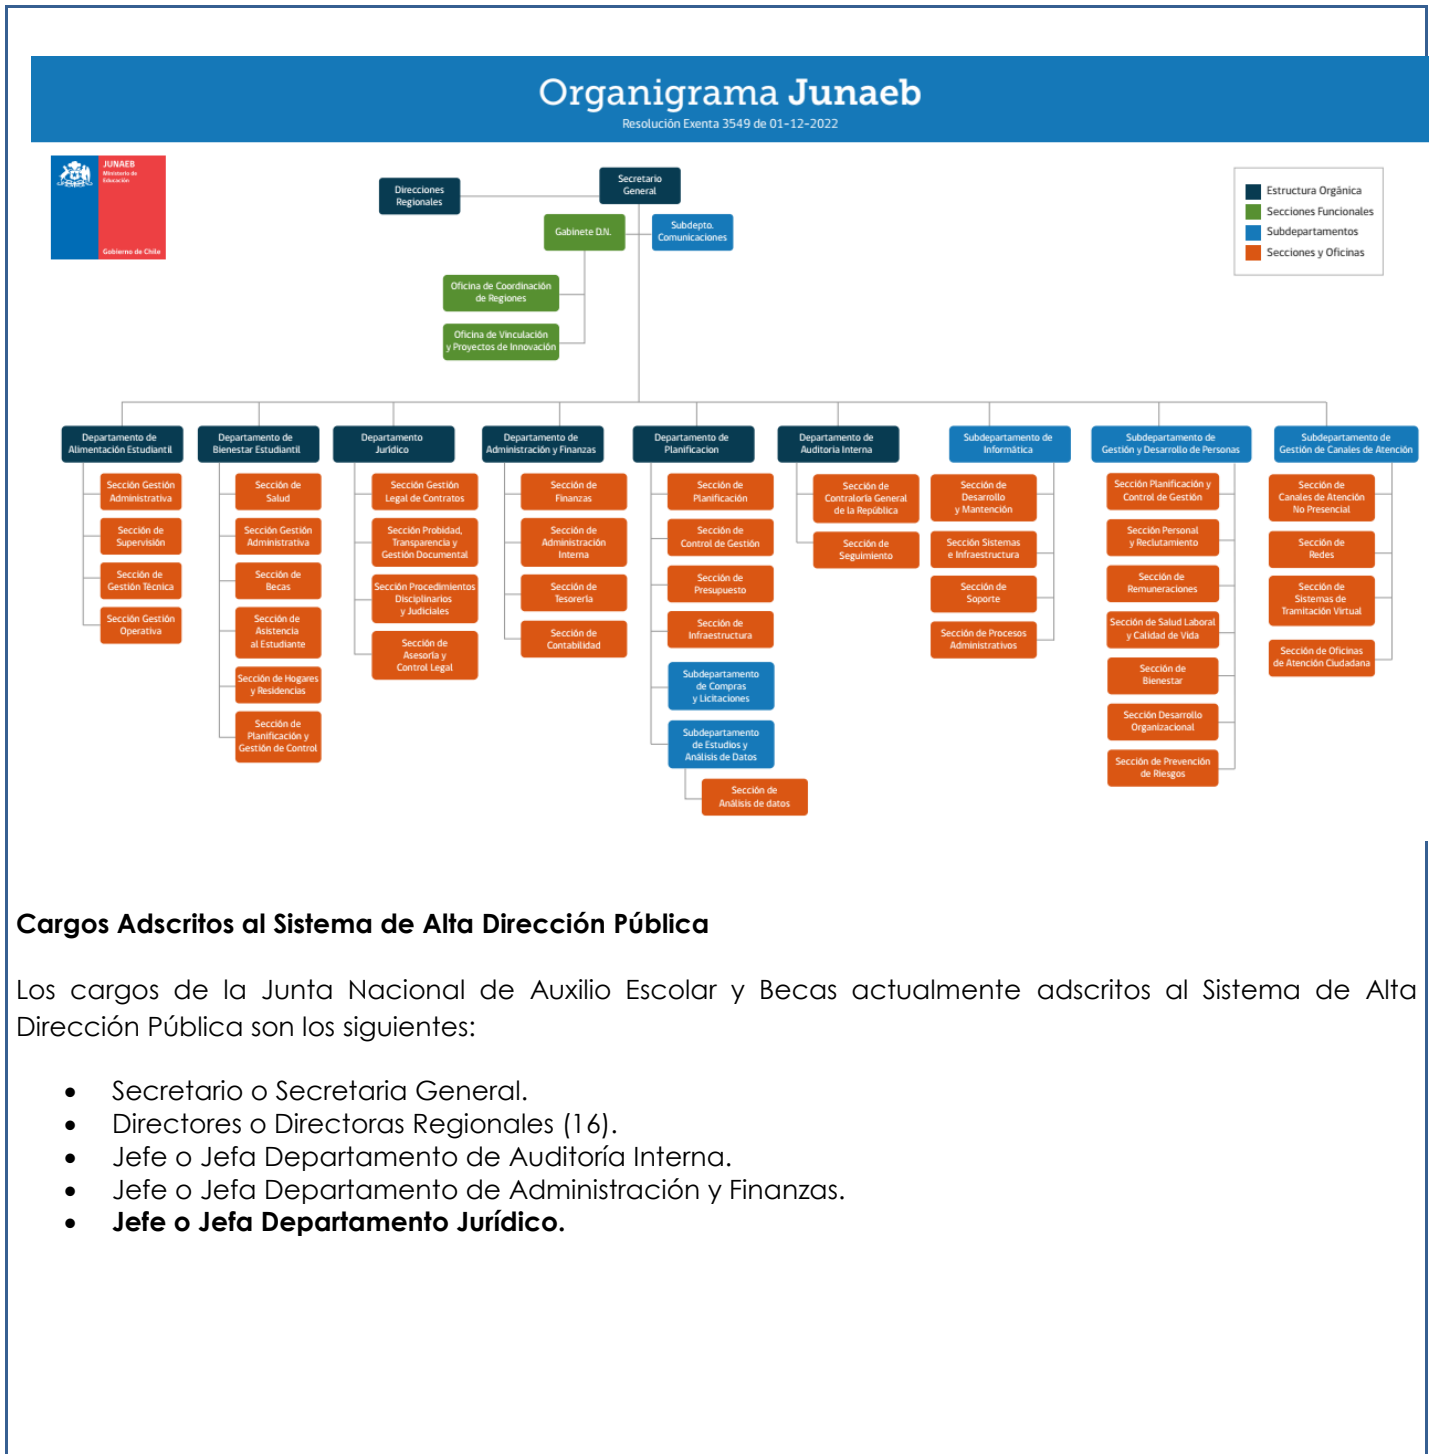 Organigrama Junaeb
Resolución Exenta 3549 de 01-12-2022
JUNAEB
Ministerio de
Educación
Gobierno de Chile
Direcciones
Regionales
Secretario
General
Gabinete D.N.
Subdepto.
Comunicaciones
Oficina de Coordinación
de Regiones
Oficina de Vinculación
y Proyectos de Innovación
Estructura Orgánica
Secciones Funcionales
Subdepartamentos
Secciones y Oficinas
Departamento de
Alimentación Estudiantil
Sección Gestión
Administrativa
Sección de
Supervisión
Sección de
Gestión Técnica
Sección Gestión
Operativa
Departamento de
Bienestar Estudiantil
Sección de
Salud
Sección Gestión
Administrativa
Sección de
Becas
Sección de
Asistencia
al Estudiante
Sección de Hogares
y Residencias
Sección de
Planificación y
Gestión de Control
Departamento
Jurídico
Sección Gestión
Legal de Contratos
Sección Probidad,
Transparencia y
Gestión Documental
Sección Procedimientos
Disciplinarios
y Judiciales
Sección de
Asesoría y
Control Legal
Departamento de
Administración y Finanzas
Sección de
Finanzas
Sección de
Administración
Interna
Sección de
Tesorería
Sección de
Contabilidad
Departamento de
Planificacion
Sección de
Planificación
Sección de
Control de Gestión
Sección de
Presupuesto
Sección de
Infraestructura
Subdepartamento
de Compras
y Licitaciones
Subdepartamento
de Estudios y
Análisis de Datos
Sección de
Análisis de datos
Departamento de
Auditoria Interna
Sección de
Contraloría General
de la República
Sección de
Seguimiento
Subdepartamento de
Informática
Sección de
Desarrollo
y Mantención
Sección Sistemas
e Infraestructura
Sección de
Soporte
Sección de Procesos
Administrativos
Subdepartamento de
Gestión y Desarrollo de Personas
Sección Planificación y
Control de Gestión
Sección Personal
y Reclutamiento
Sección de
Remuneraciones
Sección de Salud Laboral
y Calidad de Vida
Sección de
Bienestar
Sección Desarrollo
Organizacional
Sección de Prevención
de Riesgos
Subdepartamento de
Gestión de Canales de Atención
Sección de
Canales de Atención
No Presencial
Sección de
Redes
Sección de
Sistemas de
Tramitación Virtual
Sección de Oficinas
de Atención Ciudadana
Cargos Adscritos al Sistema de Alta Dirección Pública
Los cargos de la Junta Nacional de Auxilio Escolar y Becas actualmente adscritos al Sistema de Alta
Dirección Pública son los siguientes:
• Secretario o Secretaria General.
• Directores o Directoras Regionales (16).
• Jefe o Jefa Departamento de Auditoría Interna.
• Jefe o Jefa Departamento de Administración y Finanzas.
• Jefe o Jefa Departamento Jurídico.